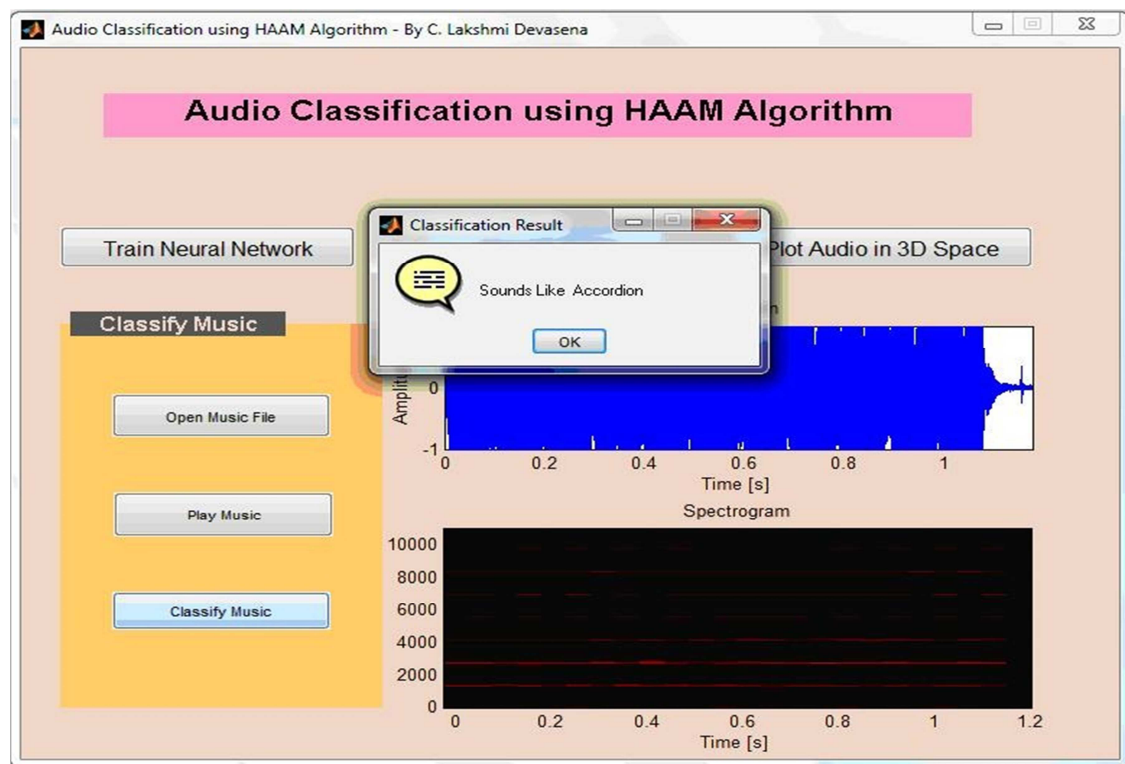 Audio Classification using HAAM Algorithm - By C. Lakshmi Devasena
Audio Classification using HAAM Algorithm
Train Neural Network
Plot Audio in 3D Space
Classification Result
Sounds Like Accordion
OK
Classify Music
Open Music File
Play Music
Classify Music
0
-1
0 0.2 0.4 0.6 0.8 1
Time [s]
Spectrogram
10000
8000
6000
4000
2000
0
0 0.2 0.4 0.6 0.8 1 1.2
Time [s]